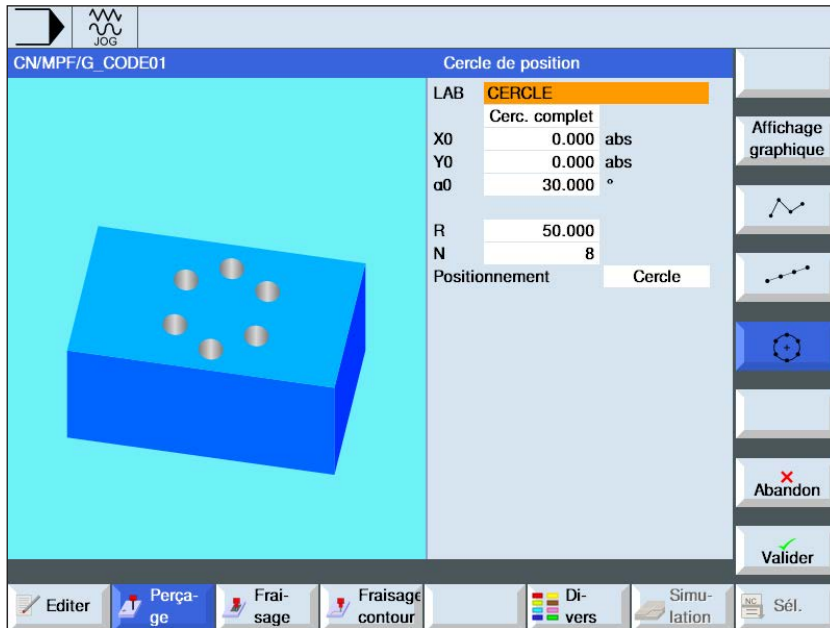 JOG
CN/MPF/G_CODE01
Cercle de position
LAB CERCLE
Cerc. complet
X0 0.000 abs
Y0 0.000 abs
α0 30.000 °
R 50.000
N 8
Positionnement Cercle
Affichage
graphique
Abandon
Valider
Editer
Perça-
ge
Frai-
sage
Fraisage
contour
Di-
vers
Simu-
lation
NC
Sél.